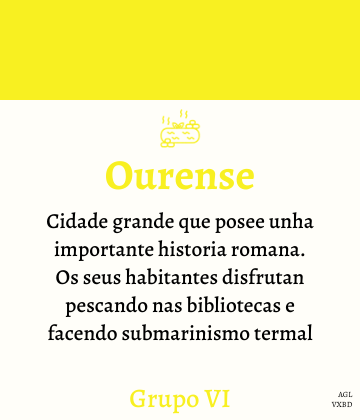 Ourense
Cidade grande que posee unha
importante historia romana.
Os seus habitantes disfrutan
pescando nas bibliotecas e
facendo submarinismo termal
Grupo VI
AGL
VXBD